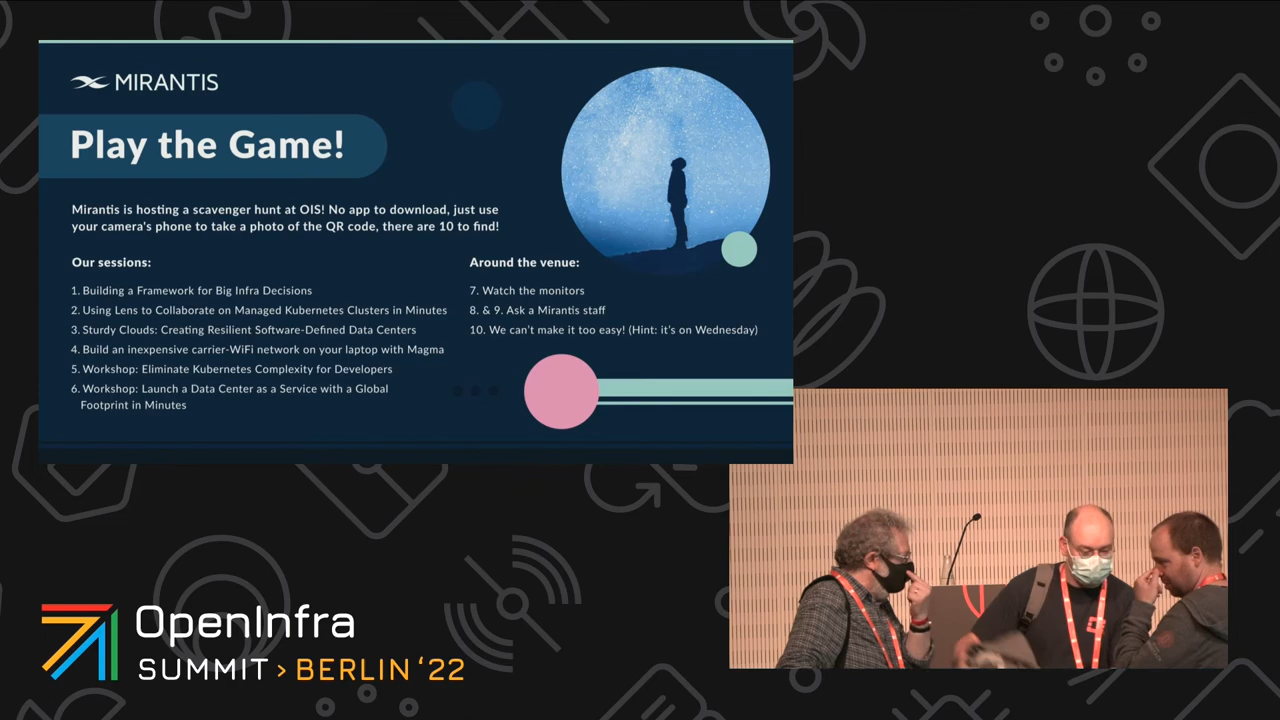 MIRANTIS
Play the Game!
Mirantis is hosting a scavenger hunt at OIS! No app to download, just use
your camera's phone to take a photo of the QR code, there are 10 to find!
Our sessions:
1. Building a Framework for Big Infra Decisions
2. Using Lens to Collaborate on Managed Kubernetes Clusters in Minutes
3. Sturdy Clouds: Creating Resilient Software-Defined Data Centers
4. Build an inexpensive carrier-WiFi network on your laptop with Magma
5. Workshop: Eliminate Kubernetes Complexity for Developers
6. Workshop: Launch a Data Center as a Service with a Global
Footprint in Minutes
Around the venue:
7. Watch the monitors
8. & 9. Ask a Mirantis staff
10. We can't make it too easy! (Hint: it's on Wednesday)
OpenInfra
SUMMIT > BERLIN '22